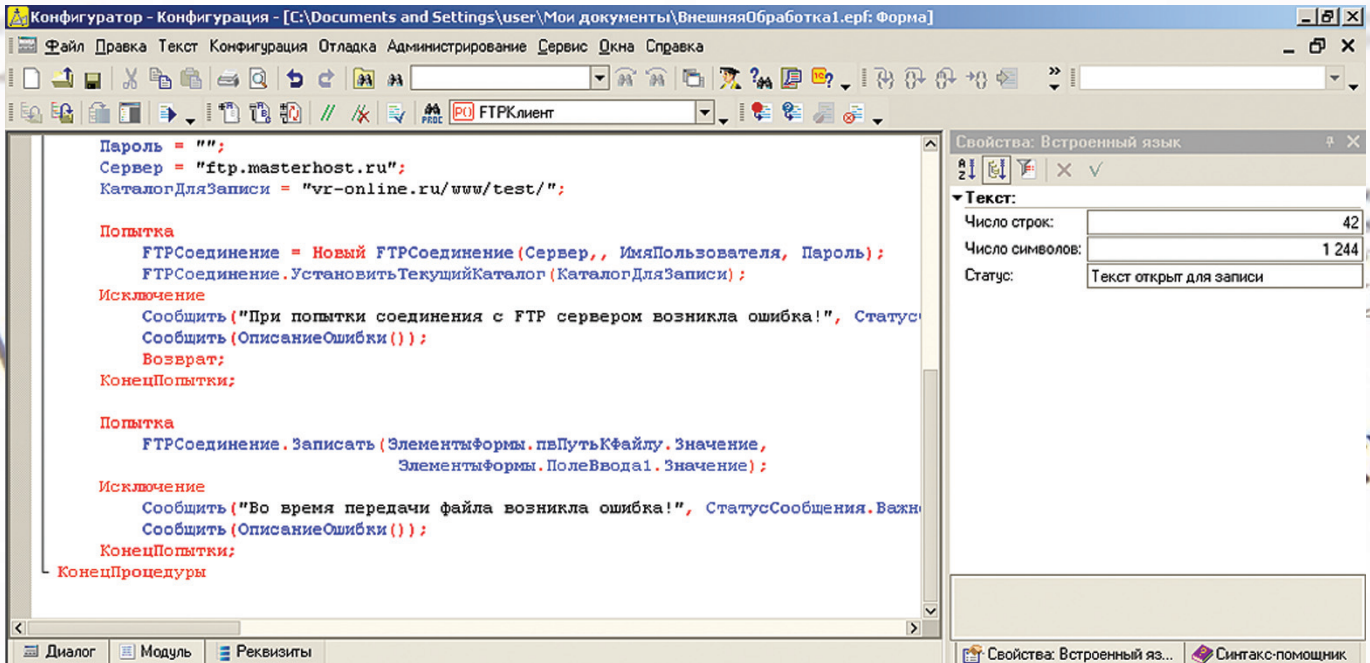 Конфигуратор - Конфигурация - [C:\Documents and Settings\user\Мои документы\ВнешняяОбработка1.epf: Форма]
Файл Правка Текст Конфигурация Отладка Администрирование Сервис Окна Справка
FTPКлиент
Пароль = "";
Сервер = "ftp.masterhost.ru";
КаталогДляЗаписи = "vr-online.ru/www/test/";
Попытка
FTPСоединение = Новый FTPСоединение(Сервер,, ИмяПользователя, Пароль);
FTPСоединение.УстановитьТекущийКаталог(КаталогДляЗаписи);
Исключение
Сообщить("При попытки соединения с FTP сервером возникла ошибка!", Статус
Сообщить(ОписаниеОшибки());
Возврат;
КонецПопытки;
Попытка
FTPСоединение.Записать(ЭлементыФормы.пвПутьКФайлу.Значение,
ЭлементыФормы.ПолеВвода1.Значение);
Исключение
Сообщить("Во время передачи файла возникла ошибка!", СтатусСообщения.Важн
Сообщить(ОписаниеОшибки());
КонецПопытки;
КонецПроцедуры
Диалог Модуль Реквизиты
Свойства: Встроенный язык
Текст:
Число строк: 42
Число символов: 1 244
Статус: Текст открыт для записи
Свойства: Встроенный яз... Синтакс-помощник